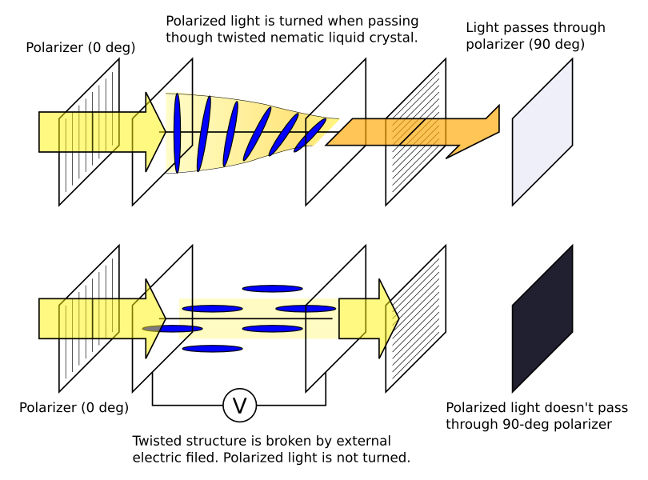 Polarized light is turned when passing
though twisted nematic liquid crystal.
Polarizer (0 deg)
Light passes through
polarizer (90 deg)
Polarizer (0 deg)
V
Polarized light doesn't pass
through 90-deg polarizer
Twisted structure is broken by external
electric filed. Polarized light is not turned.